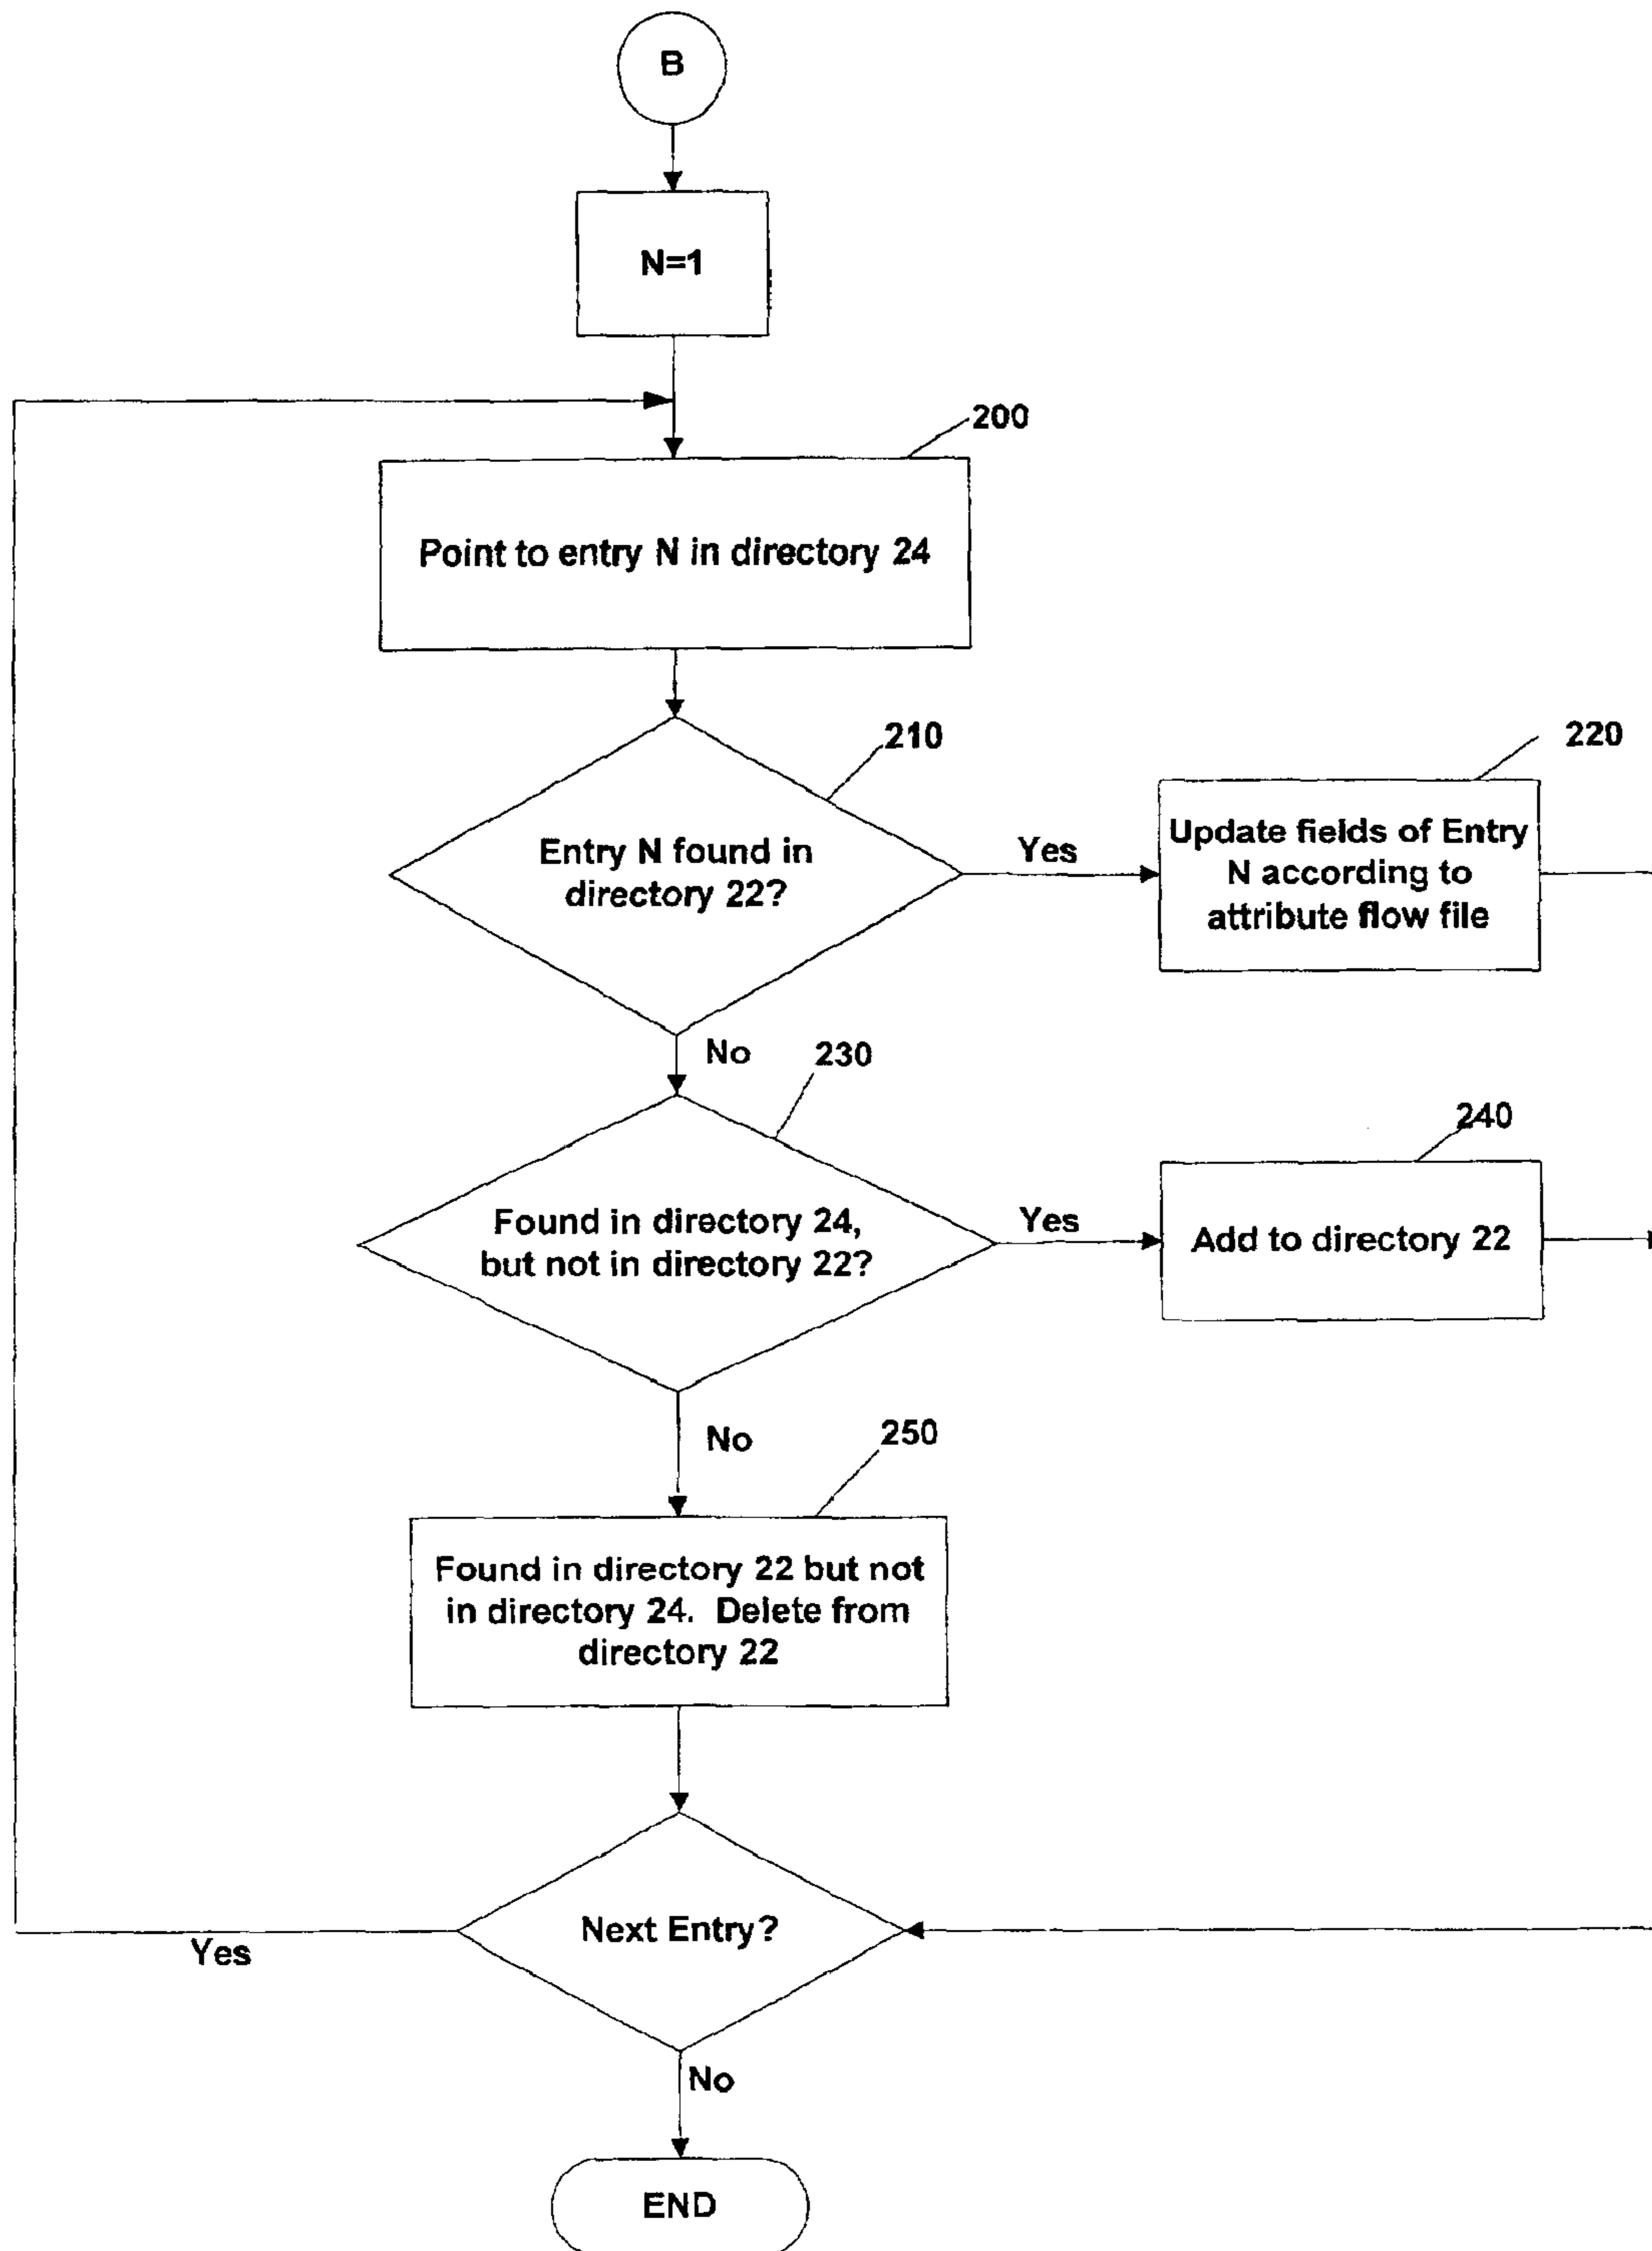 B
N=1
200
Point to entry N in directory 24
210
220
Entry N found in
directory 22?
Yes
Update fields of Entry
N according to
attribute flow file
No
230
240
Found in directory 24,
but not in directory 22?
Yes
Add to directory 22
No
250
Found in directory 22 but not
in directory 24. Delete from
directory 22
Next Entry?
Yes
No
END